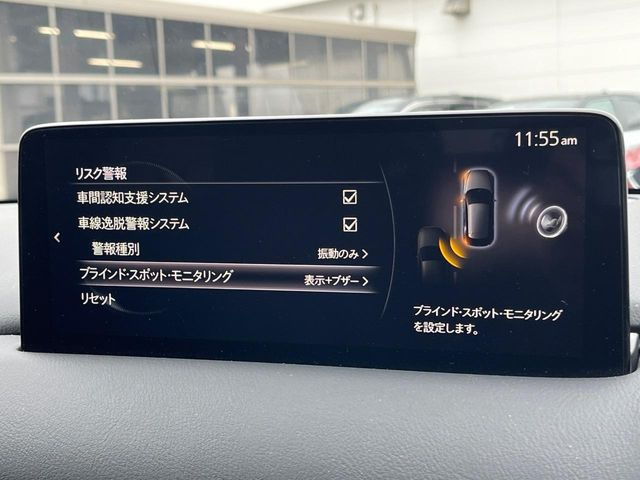 11:55am
リスク警報
車間認知支援システム
車線逸脱警報システム
警報種別 振動のみ
ブラインド・スポット・モニタリング 表示+ブザー
リセット
ブラインド・スポット・モニタリング
を設定します。